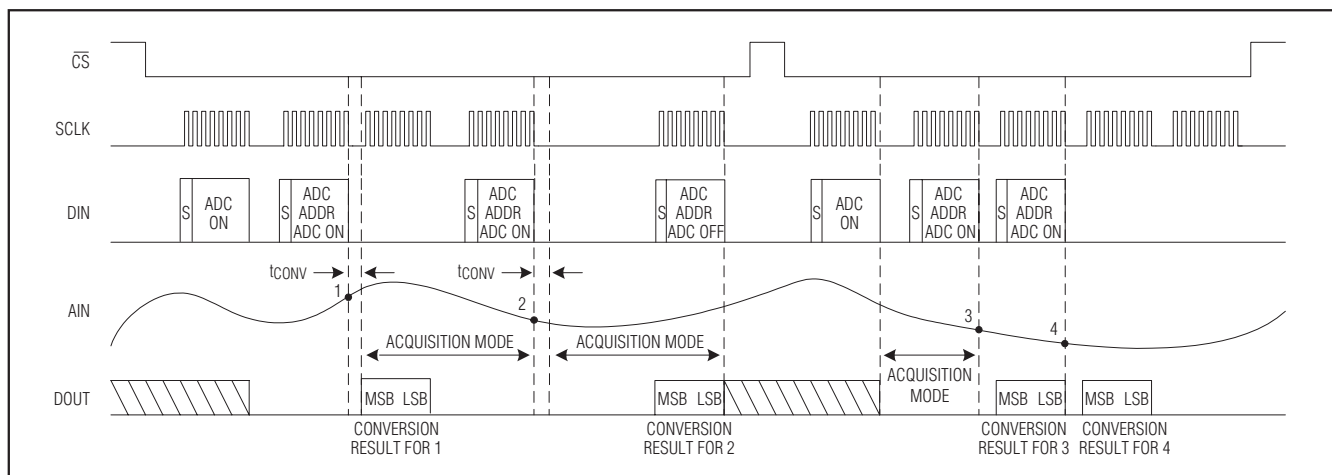 CS
SCLK
DIN
S
ADC
ON
S
ADC
ADDR
ADC ON
S
ADC
ADDR
ADC ON
S
ADC
ADDR
ADC OFF
S
ADC
ON
S
ADC
ADDR
ADC ON
S
ADC
ADDR
ADC ON
tCONV
tCONV
AIN
1
2
3
4
ACQUISITION MODE
ACQUISITION MODE
ACQUISITION
MODE
DOUT
MSB LSB
MSB LSB
MSB LSB
MSB LSB
CONVERSION
RESULT FOR 1
CONVERSION
RESULT FOR 2
CONVERSION
RESULT FOR 3
CONVERSION
RESULT FOR 4